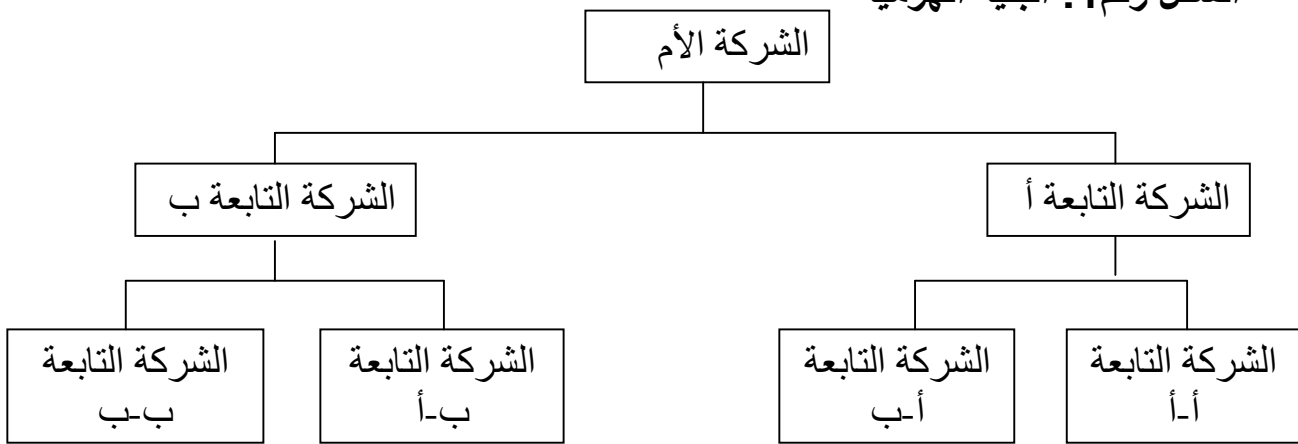 الشركة الأم
الشركة التابعة أ
الشركة التابعة ب
الشركة التابعة
أ-أ
الشركة التابعة
أ-ب
الشركة التابعة
ب-أ
الشركة التابعة
ب-ب